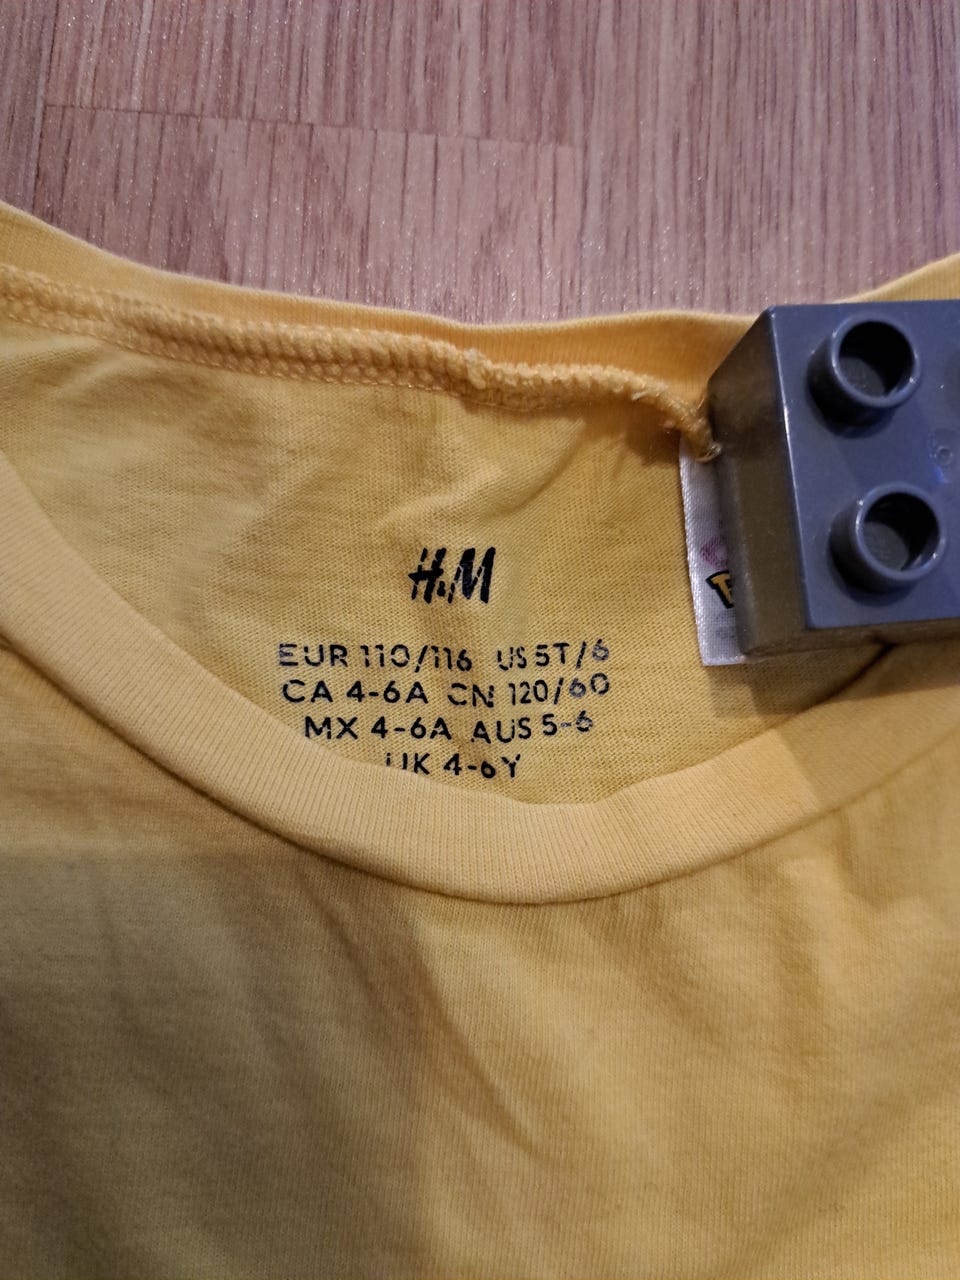 H&M
EUR 110/116 US 5T/6
CA 4-6A CN 120/60
MX 4-6A AUS 5-6
UK 4-6Y